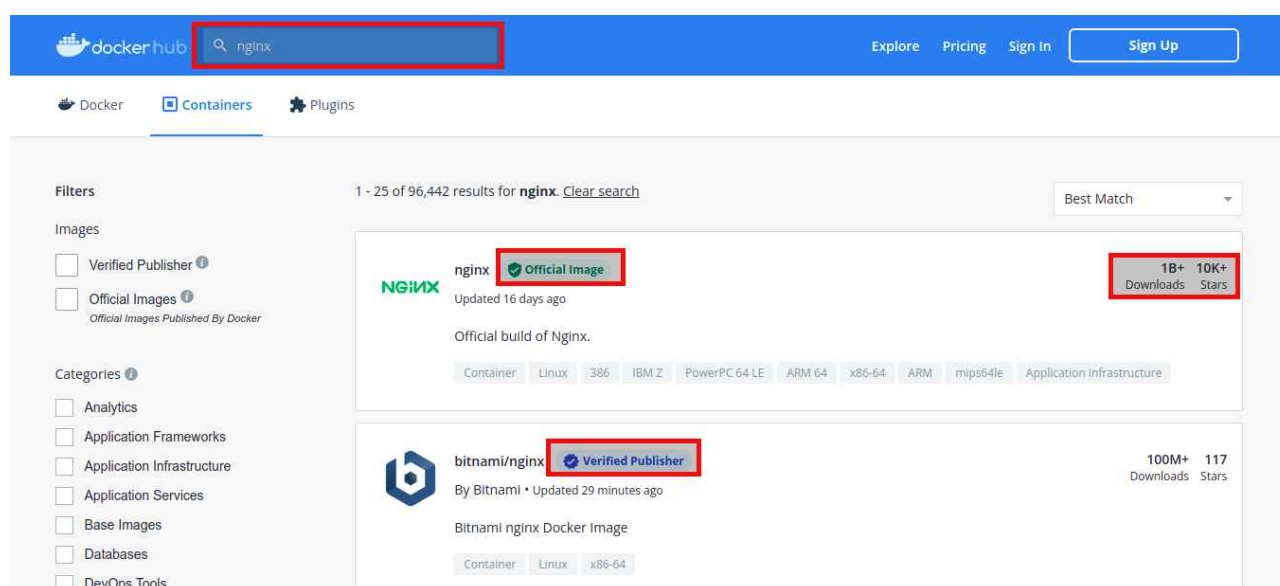 dockerhub nginx Explore Pricing Sign In Sign Up
Docker Containers Plugins
Filters
Images
Verified Publisher
Official Images
Official Images Published By Docker
Categories
Analytics
Application Frameworks
Application Infrastructure
Application Services
Base Images
Databases
DevOps Tools
1 - 25 of 96,442 results for nginx. Clear search
Best Match
NGINX
nginx Official Image
Updated 16 days ago
Official build of Nginx.
Container Linux 386 IBM Z PowerPC 64 LE ARM 64 x86-64 ARM mips64le Application Infrastructure
1B+ 10K+
Downloads Stars
bitnami/nginx Verified Publisher
By Bitnami • Updated 29 minutes ago
Bitnami nginx Docker Image
Container Linux x86-64
100M+ 117
Downloads Stars